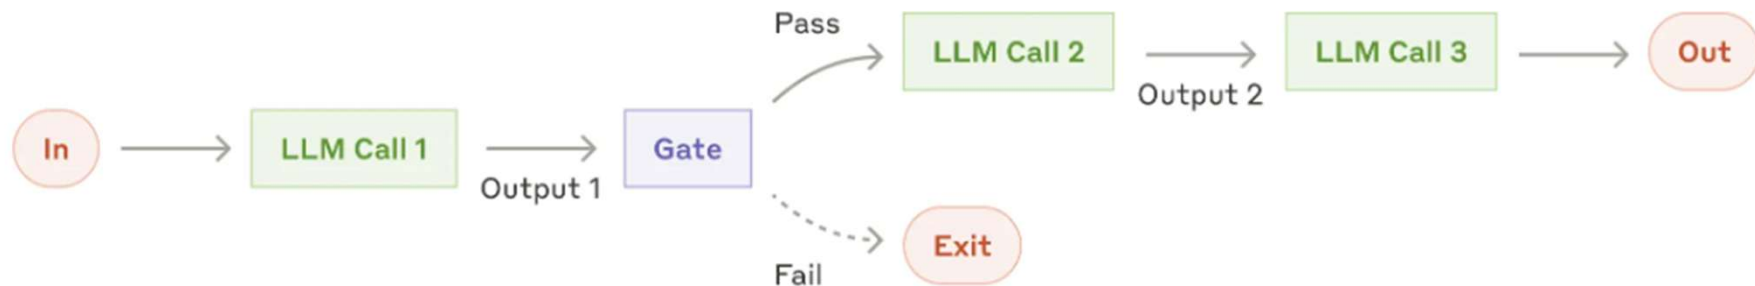 Pass
LLM Call 2
Output 2
LLM Call 3
Out
In
LLM Call 1
Output 1
Gate
Exit
Fail